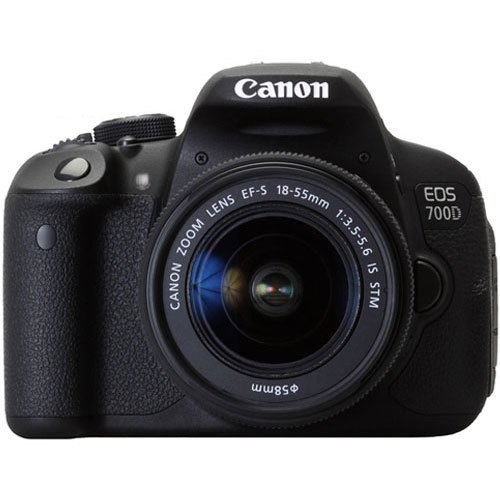 Canon
EOS
700D
CANON ZOOM LENS EF-S 18-55mm 1:3.5-5.6 IS STM
φ58mm